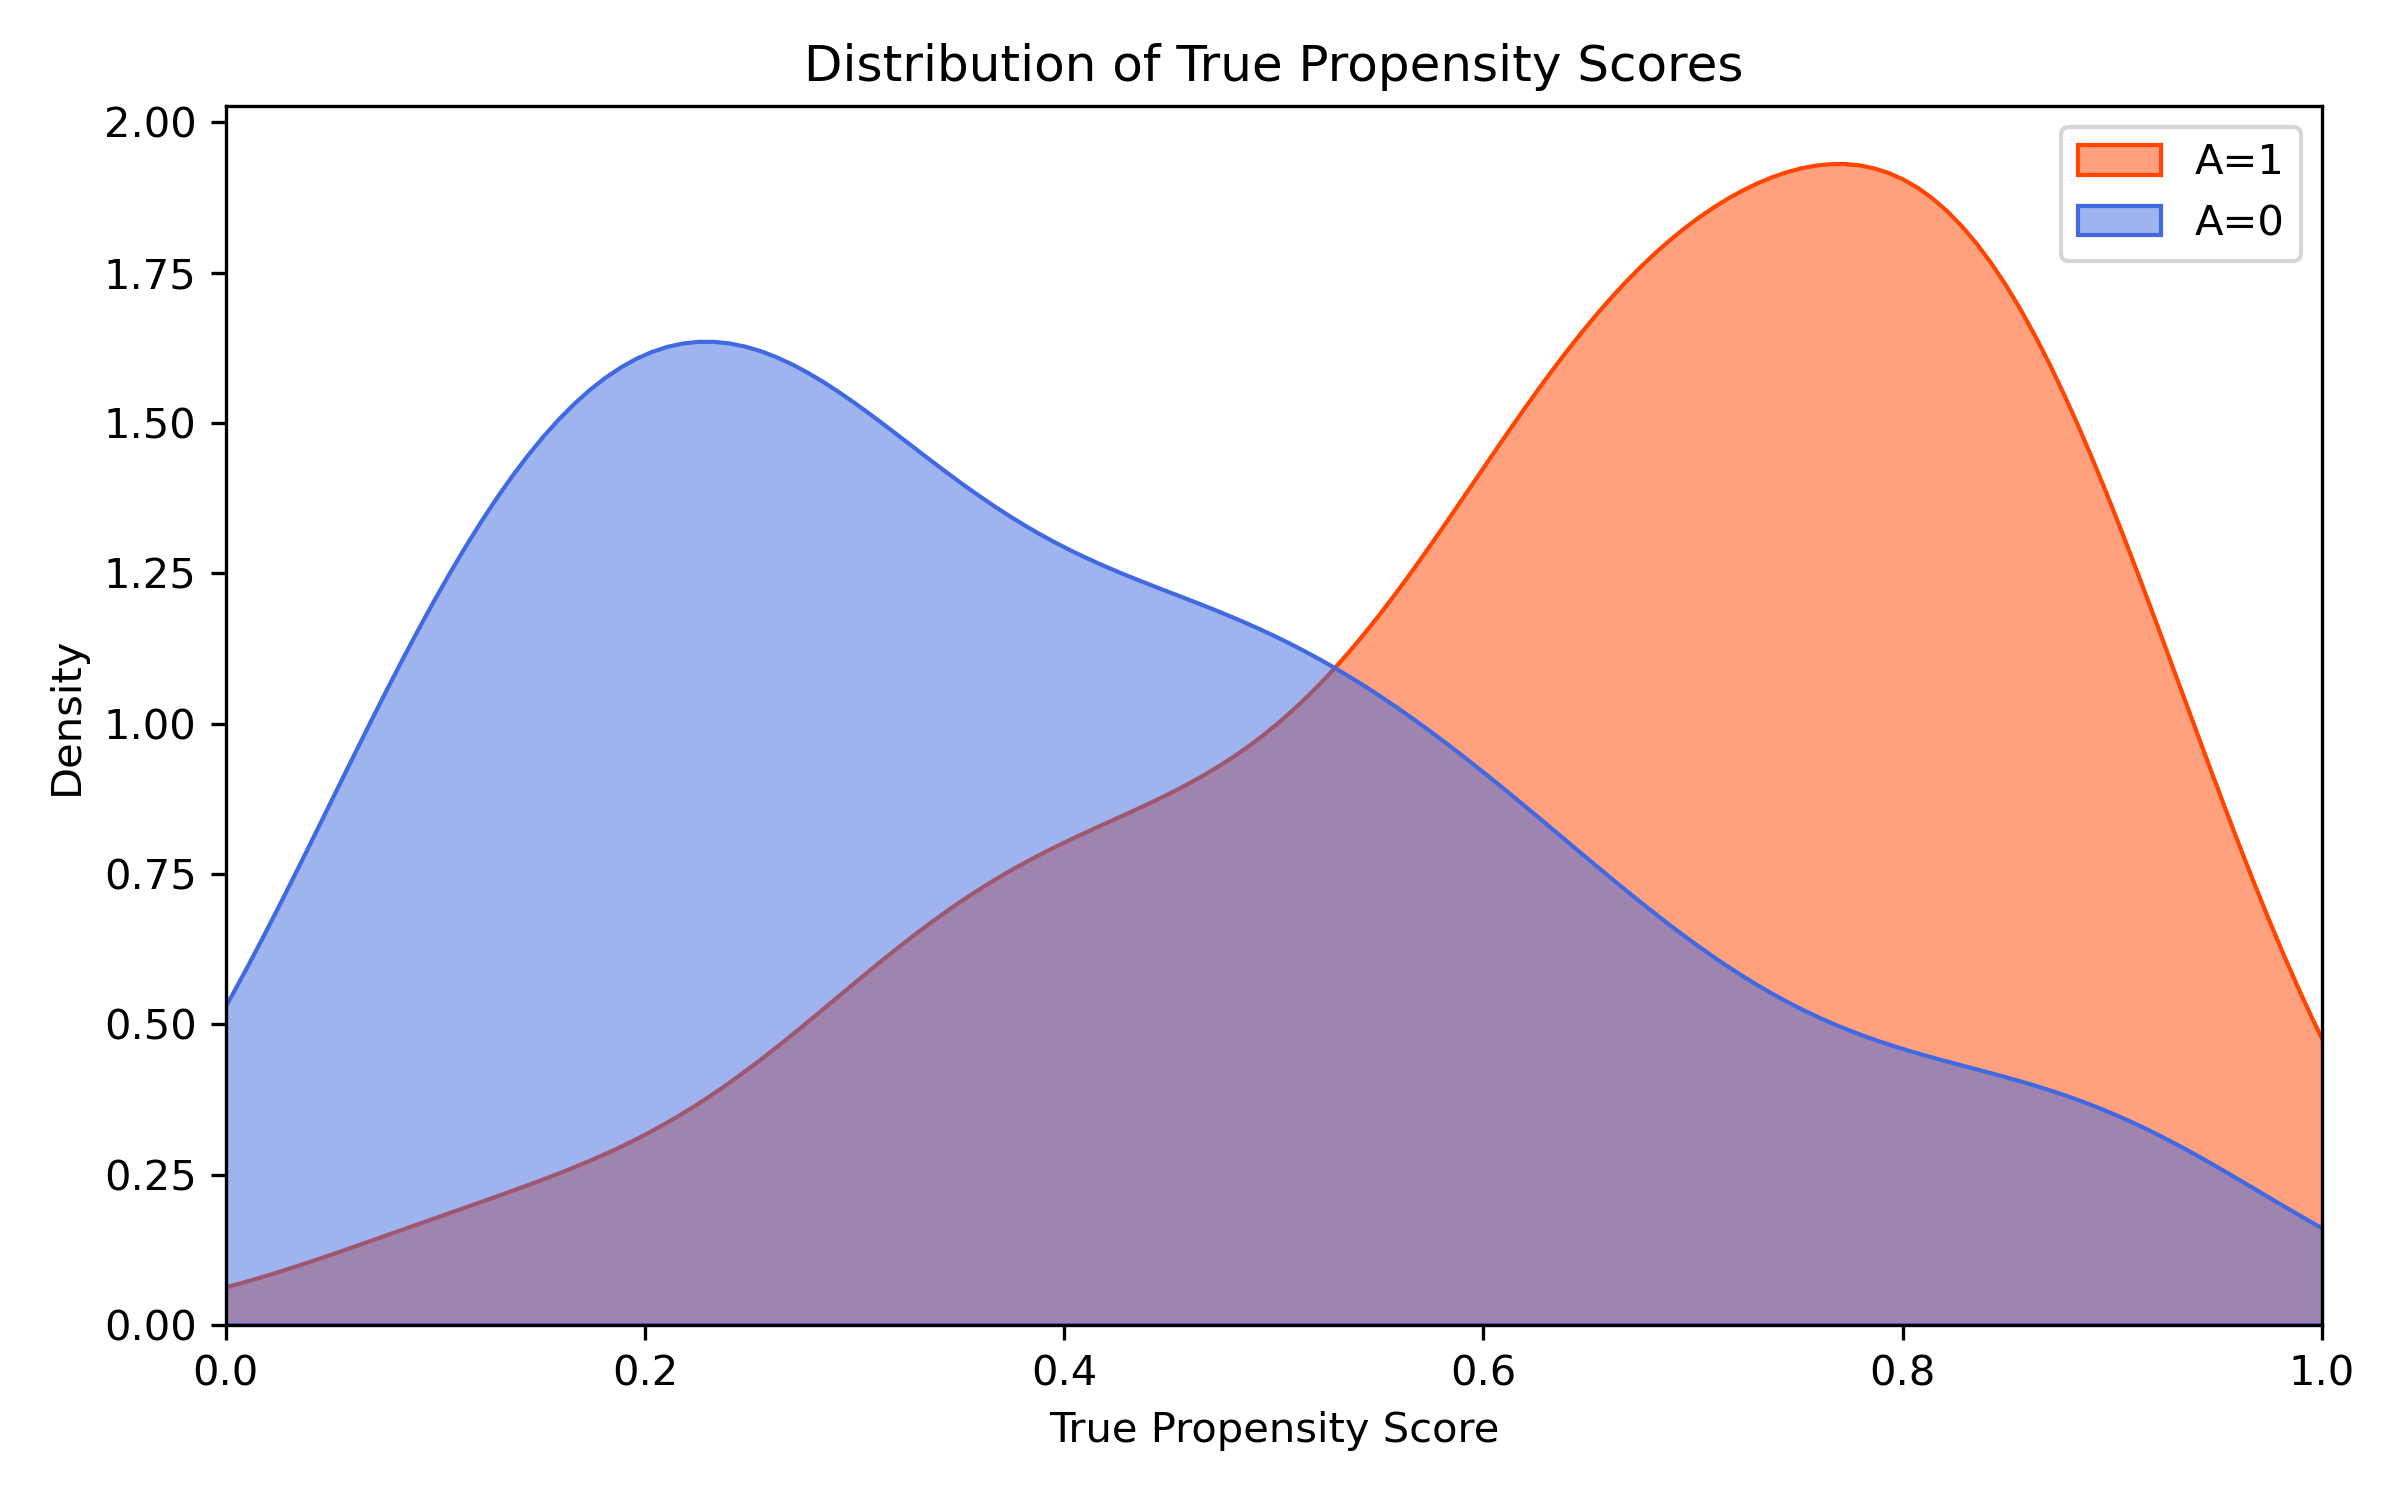 Distribution of True Propensity Scores
A=1
A=0
2.00
1.75
1.50
1.25
1.00
0.75
0.50
0.25
0.00
Density
0.0 0.2 0.4 0.6 0.8 1.0
True Propensity Score